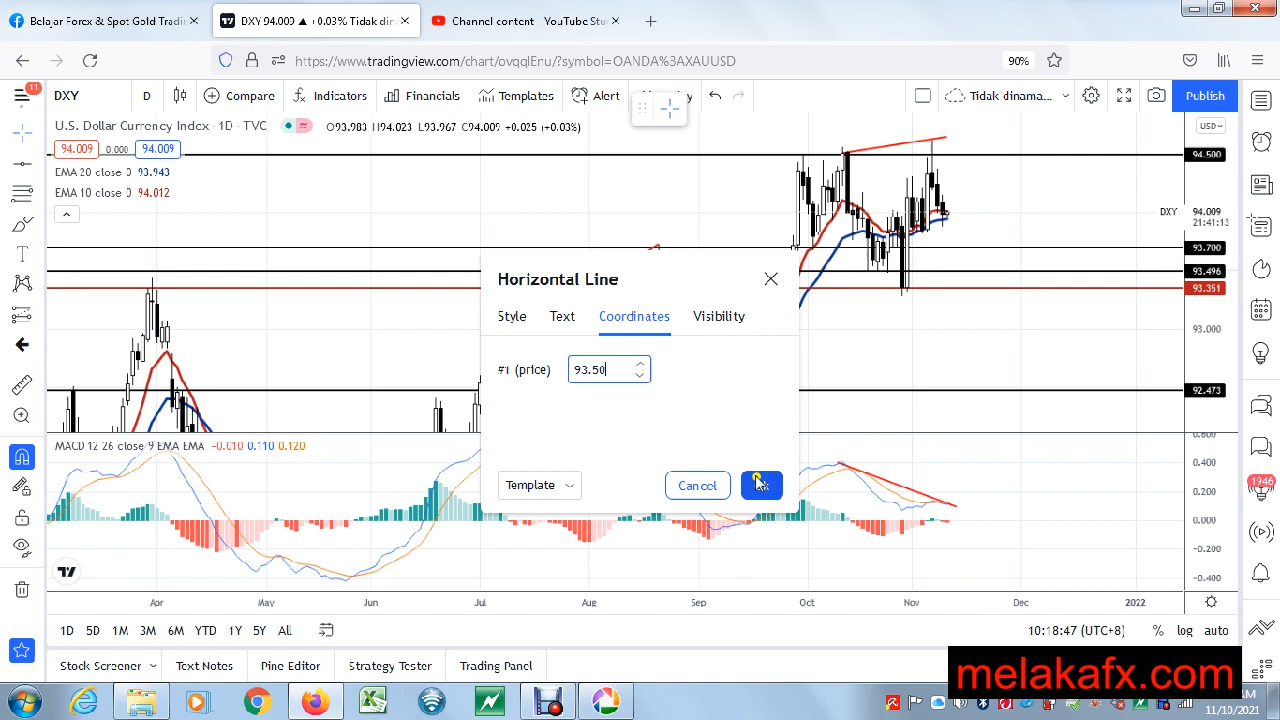 Belajar Forex & Spot Gold Tradin
DXY 94.009 ▲ +0.03% Tidak din
Channel content - YouTube Stu
https://www.tradingview.com/chart/ovqqlEru/?symbol=OANDA%3AXAUUSD
90%
11
DXY
D
Compare
Indicators
Financials
Templates
Alert
Tidak dinama...
Publish
U.S. Dollar Currency Index · 1D · TVC
O93.983 H94.023 L93.967 C94.009 +0.025 (+0.03%)
USD
94.009
0.000
94.009
94.500
EMA 20 close 0 93.943
EMA 10 close 0 94.012
DXY
94.009
21:41:13
93.700
93.496
93.351
93.000
92.473
Horizontal Line
Style
Text
Coordinates
Visibility
#1 (price)
93.50
Template
Cancel
MACD 12 26 close 9 EMA EMA -0.010 0.110 0.120
0.600
0.400
0.200
0.000
-0.200
-0.400
1946
Apr
May
Jun
Jul
Aug
Sep
Oct
Nov
Dec
2022
1D
5D
1M
3M
6M
YTD
1Y
5Y
All
10:18:47 (UTC+8)
%
log
auto
Stock Screener
Text Notes
Pine Editor
Strategy Tester
Trading Panel
melakafx.com
11/10/2021